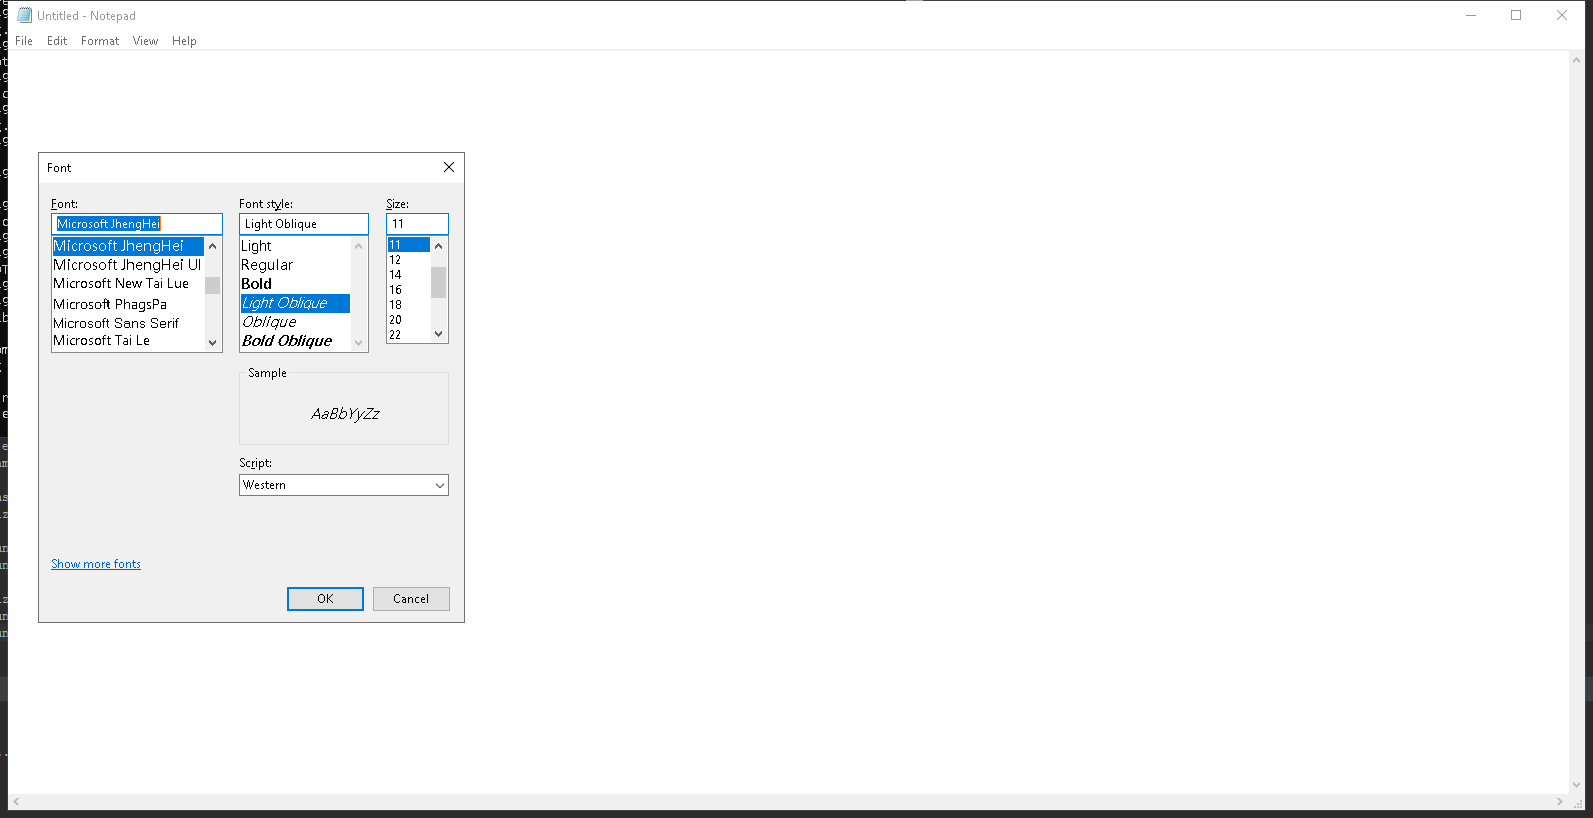 Untitled - Notepad
File Edit Format View Help
Font
Font: Font style: Size:
Microsoft JhengHei Light Oblique 11
Microsoft JhengHei
Microsoft JhengHei UI
Microsoft New Tai Lue
Microsoft PhagsPa
Microsoft Sans Serif
Microsoft Tai Le
Light
Regular
Bold
Light Oblique
Oblique
Bold Oblique
11
12
14
16
18
20
22
Sample
AaBbYyZz
Script:
Western
Show more fonts
OK Cancel